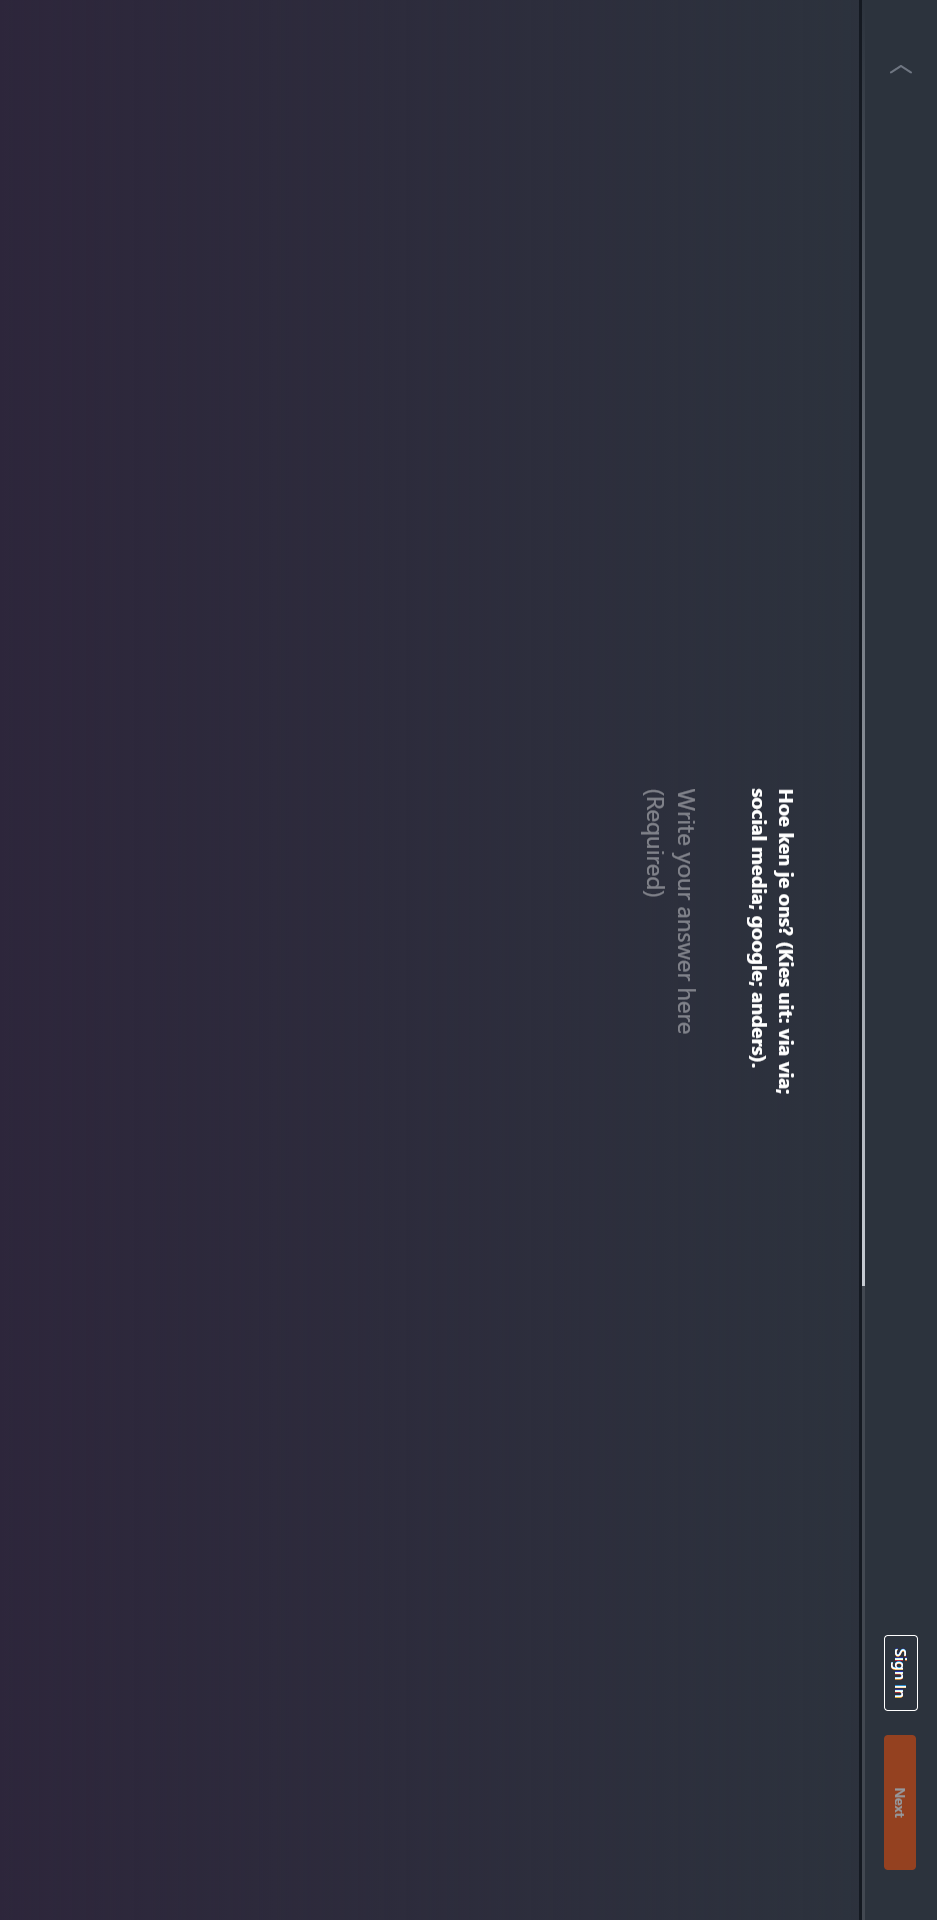 Sign In
Next
Hoe ken je ons? (Kies uit: via via;
social media; google; anders).
Write your answer here
(Required)